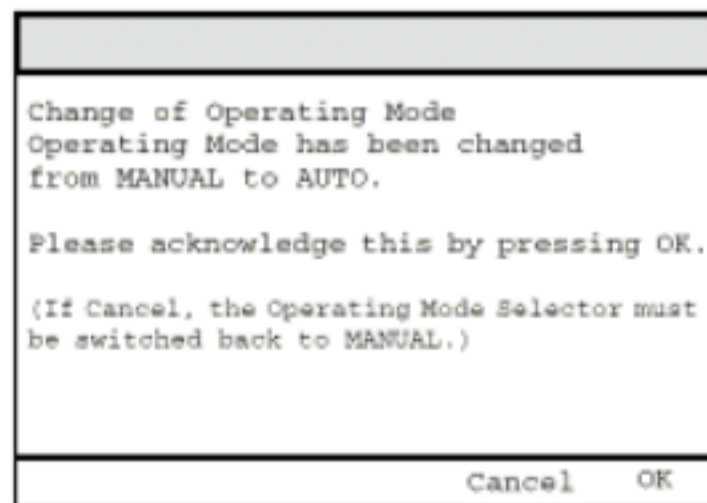 Change of Operating Mode
Operating Mode has been changed
from MANUAL to AUTO.
Please acknowledge this by pressing OK.
(If Cancel, the Operating Mode Selector must
be switched back to MANUAL.)
Cancel OK